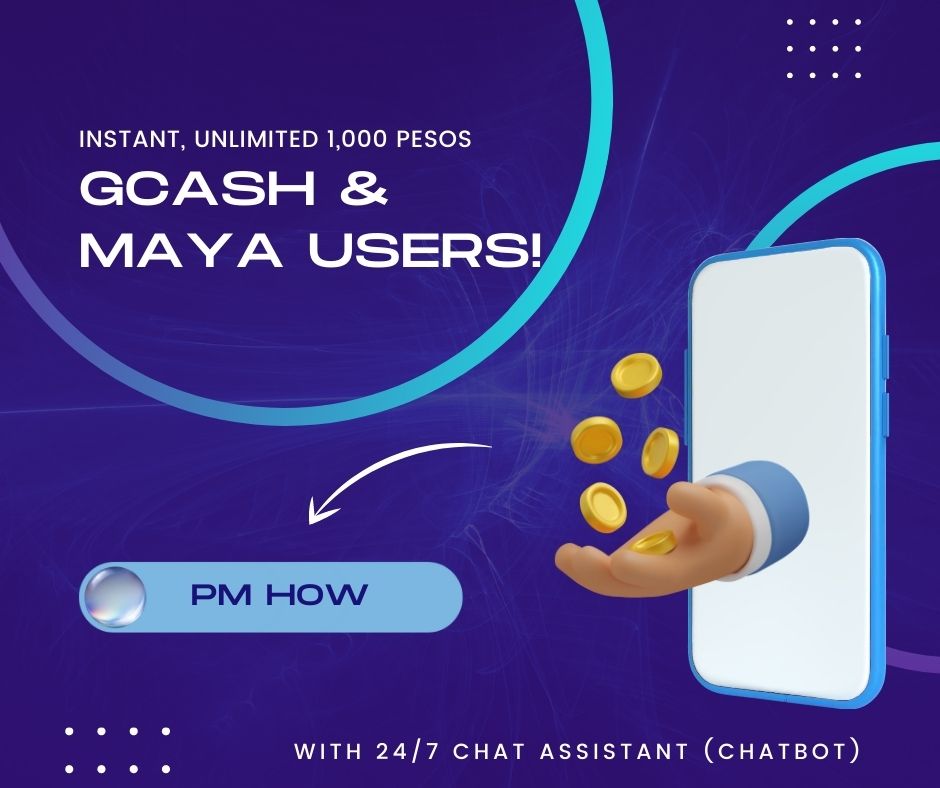 INSTANT, UNLIMITED 1,000 PESOS
GCASH &
MAYA USERS!
PM HOW
WITH 24/7 CHAT ASSISTANT (CHATBOT)